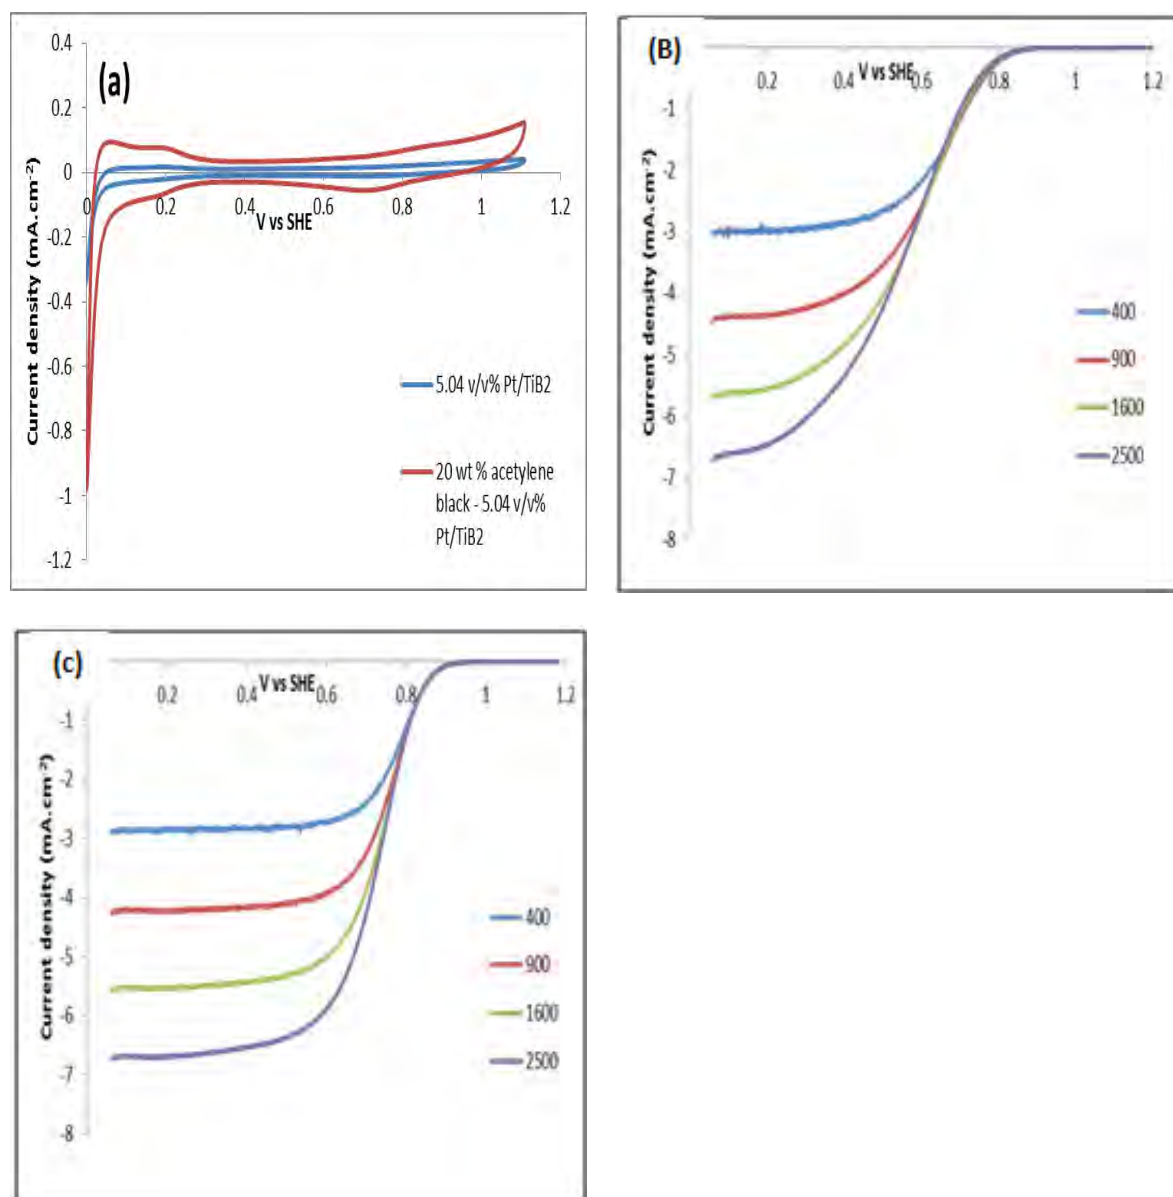 (a)
Current density (mA.cm⁻²)
0.4
0.2
0
-0.2
-0.4
-0.6
-0.8
-1
-1.2
0 0.2 0.4 0.6 0.8 1 1.2
V vs SHE
5.04 v/v% Pt/TiB2
20 wt % acetylene
black - 5.04 v/v%
Pt/TiB2
(B)
V vs SHE
0.2 0.4 0.6 0.8 1 1.2
Current density (mA.cm⁻²)
-1
-2
-3
-4
-5
-6
-7
-8
400
900
1600
2500
(c)
V vs SHE
0.2 0.4 0.6 0.8 1 1.2
Current density (mA.cm⁻²)
-1
-2
-3
-4
-5
-6
-7
-8
400
900
1600
2500